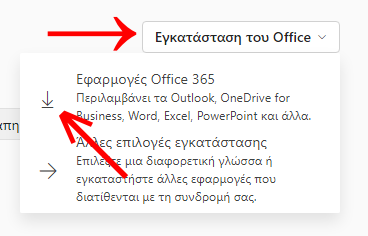 Εγκατάσταση του Office
Εφαρμογές Office 365
Περιλαμβάνει τα Outlook, OneDrive for
Business, Word, Excel, PowerPoint και άλλα.
Άλλες επιλογές εγκατάστασης
Επιλέξτε μια διαφορετική γλώσσα ή
εγκαταστήστε άλλες εφαρμογές που
διατίθενται με τη συνδρομή σας.